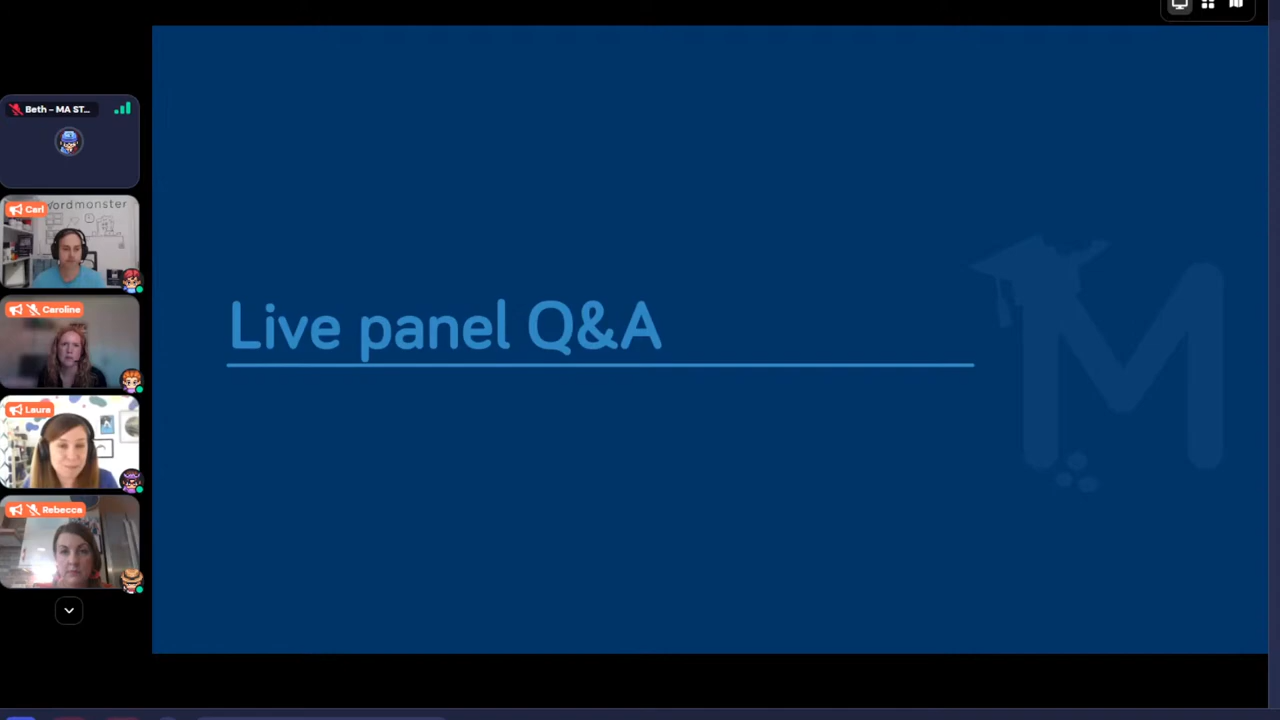 Beth – MA ST...
Carl
wordmonster
Caroline
Laura
Rebecca
Live panel Q&A
M